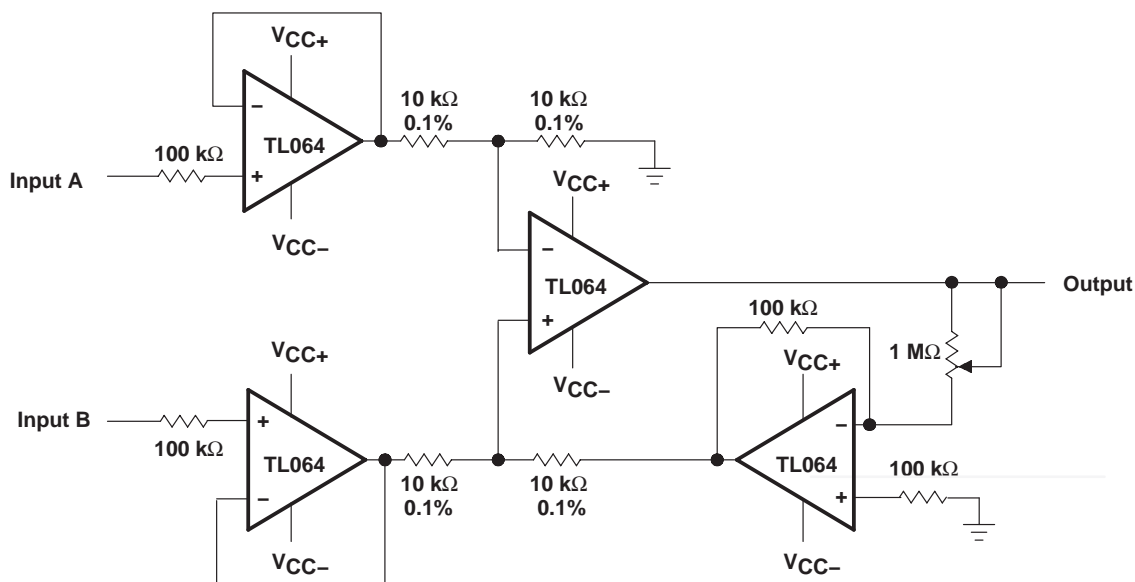 VCC+
10 kΩ
0.1%
10 kΩ
0.1%
−
TL064
100 kΩ
Input A
+
VCC+
VCC−
−
TL064
Output
+
100 kΩ
1 MΩ
VCC+
VCC+
VCC−
Input B
+
−
100 kΩ
TL064
TL064
100 kΩ
−
10 kΩ
0.1%
10 kΩ
0.1%
+
VCC−
VCC−